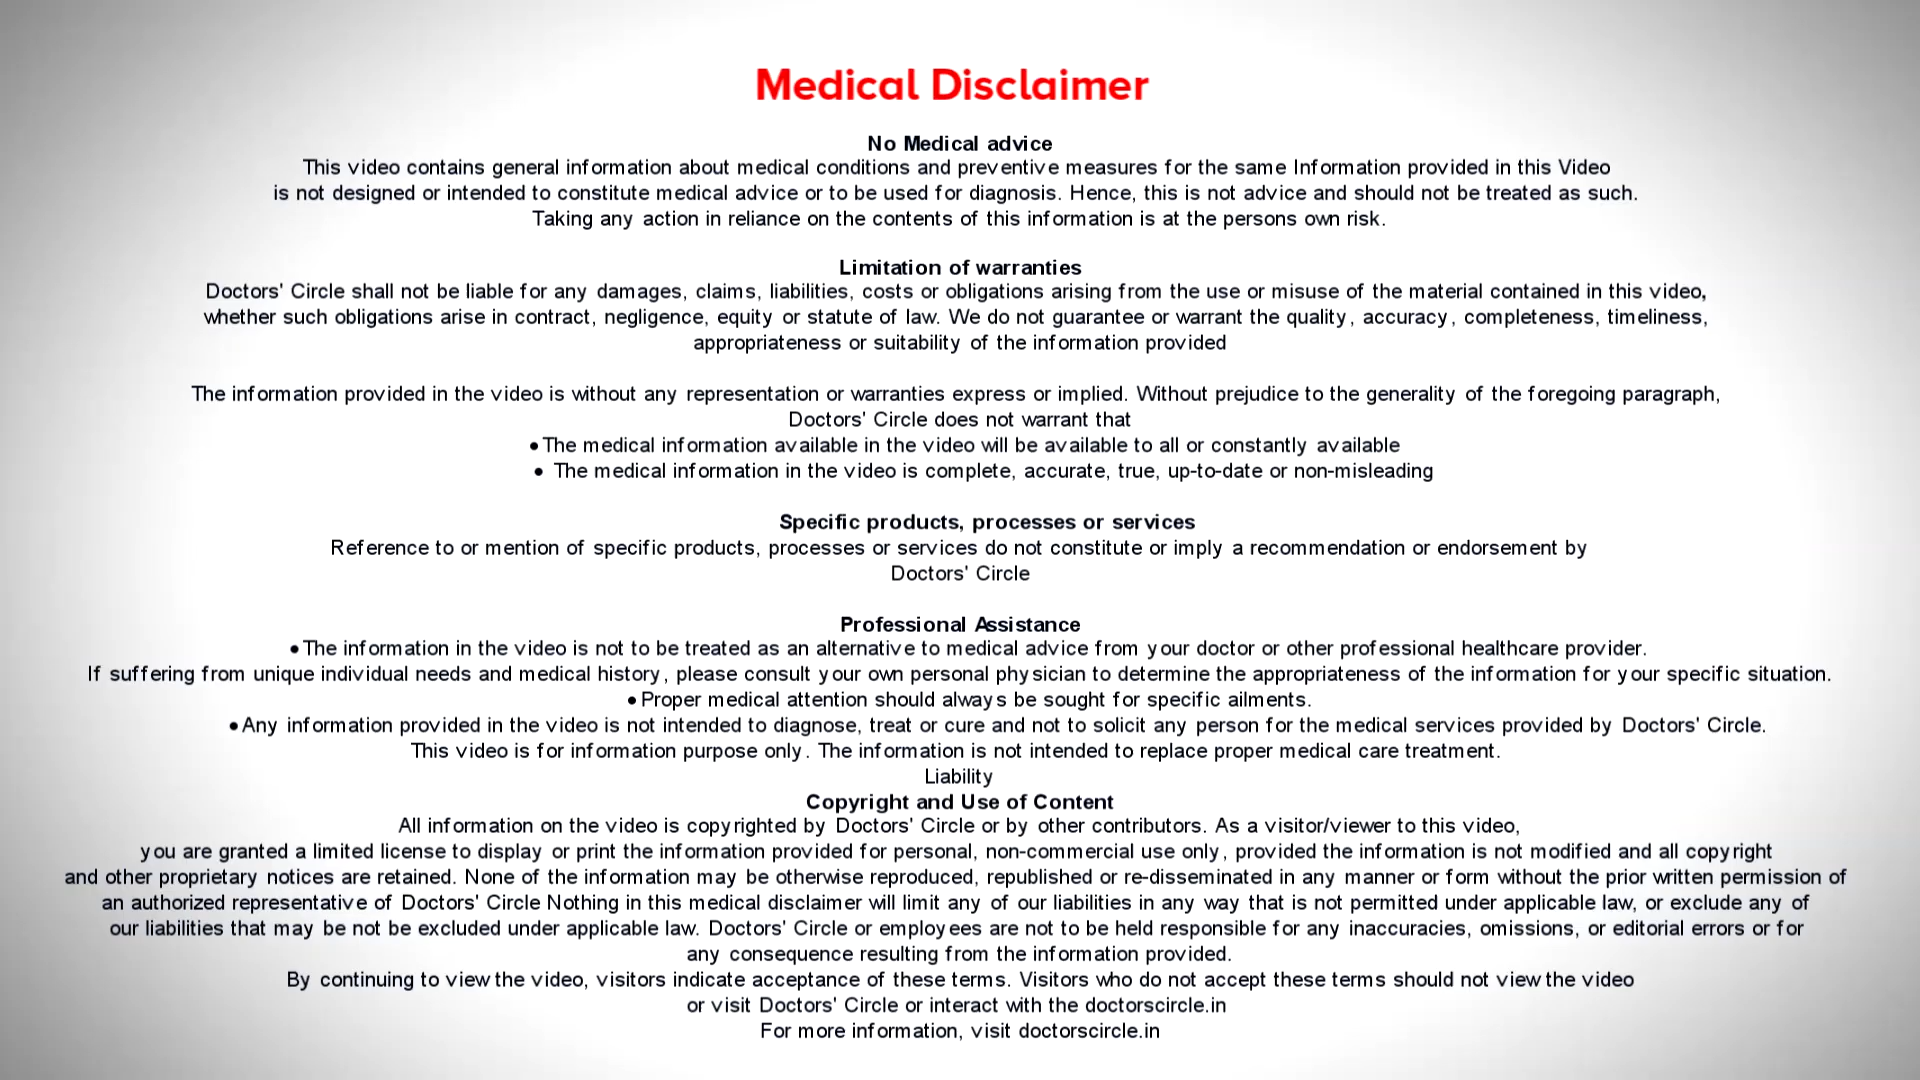 Medical Disclaimer
No Medical advice
This video contains general information about medical conditions and preventive measures for the same Information provided in this Video
is not designed or intended to constitute medical advice or to be used for diagnosis. Hence, this is not advice and should not be treated as such.
Taking any action in reliance on the contents of this information is at the persons own risk.
Limitation of warranties
Doctors' Circle shall not be liable for any damages, claims, liabilities, costs or obligations arising from the use or misuse of the material contained in this video,
whether such obligations arise in contract, negligence, equity or statute of law. We do not guarantee or warrant the quality, accuracy, completeness, timeliness,
appropriateness or suitability of the information provided
The information provided in the video is without any representation or warranties express or implied. Without prejudice to the generality of the foregoing paragraph,
Doctors' Circle does not warrant that
• The medical information available in the video will be available to all or constantly available
• The medical information in the video is complete, accurate, true, up-to-date or non-misleading
Specific products, processes or services
Reference to or mention of specific products, processes or services do not constitute or imply a recommendation or endorsement by
Doctors' Circle
Professional Assistance
• The information in the video is not to be treated as an alternative to medical advice from your doctor or other professional healthcare provider.
If suffering from unique individual needs and medical history, please consult your own personal physician to determine the appropriateness of the information for your specific situation.
• Proper medical attention should always be sought for specific ailments.
• Any information provided in the video is not intended to diagnose, treat or cure and not to solicit any person for the medical services provided by Doctors' Circle.
This video is for information purpose only. The information is not intended to replace proper medical care treatment.
Liability
Copyright and Use of Content
All information on the video is copyrighted by Doctors' Circle or by other contributors. As a visitor/viewer to this video,
you are granted a limited license to display or print the information provided for personal, non-commercial use only, provided the information is not modified and all copyright
and other proprietary notices are retained. None of the information may be otherwise reproduced, republished or re-disseminated in any manner or form without the prior written permission of
an authorized representative of Doctors' Circle Nothing in this medical disclaimer will limit any of our liabilities in any way that is not permitted under applicable law, or exclude any of
our liabilities that may be not be excluded under applicable law. Doctors' Circle or employees are not to be held responsible for any inaccuracies, omissions, or editorial errors or for
any consequence resulting from the information provided.
By continuing to view the video, visitors indicate acceptance of these terms. Visitors who do not accept these terms should not view the video
or visit Doctors' Circle or interact with the doctorscircle.in
For more information, visit doctorscircle.in